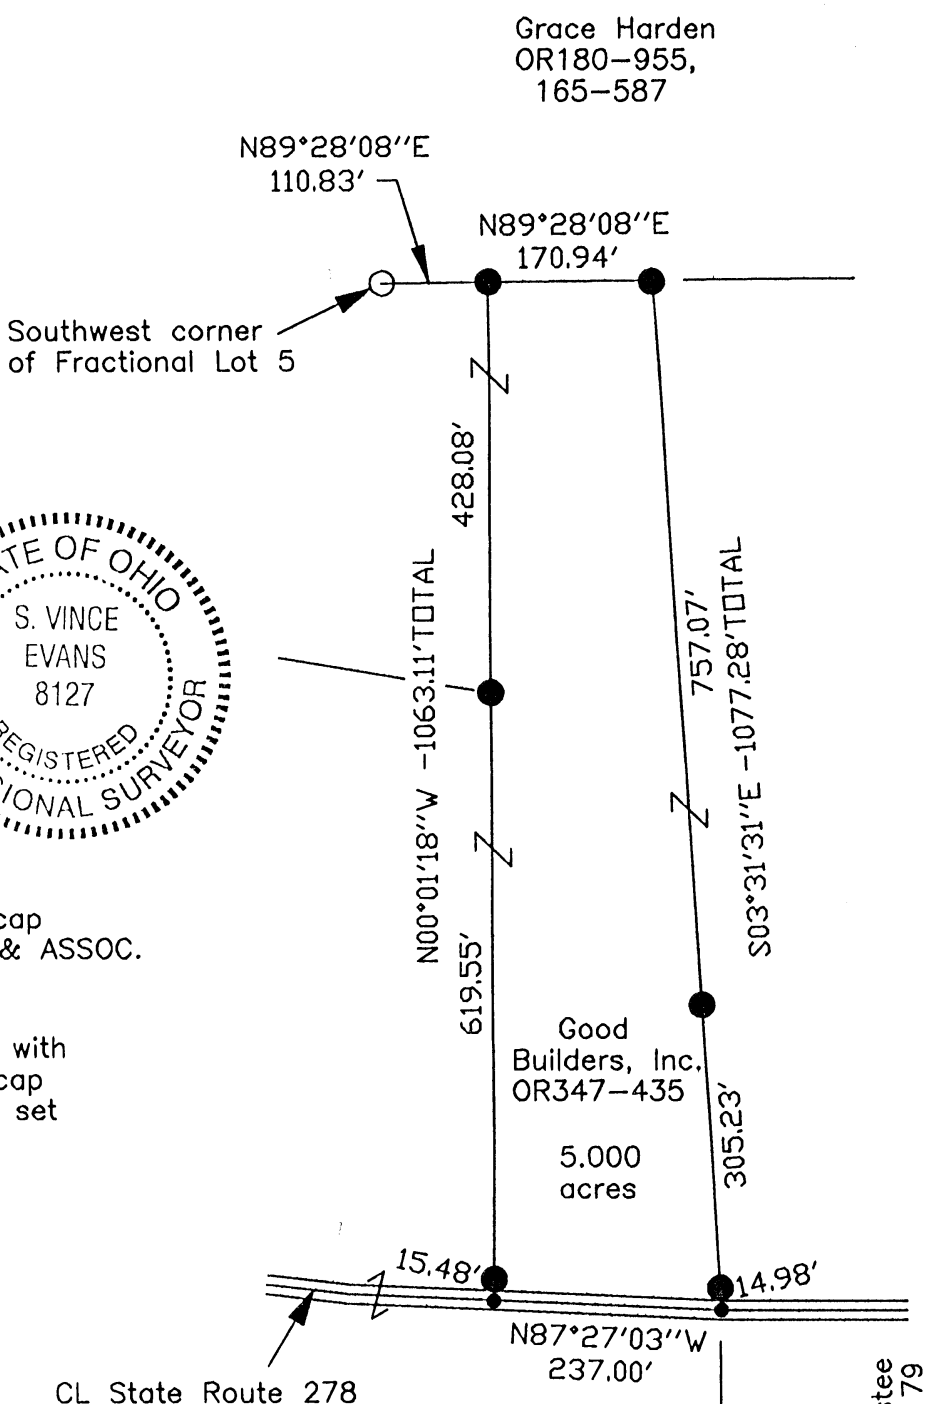 Grace Harden
OR180-955,
165-587
N89°28'08"E
110.83'
N89°28'08"E
170.94'
Southwest corner
of Fractional Lot 5
428.08'
N00°01'18"W -1063.11'TOTAL
619.55'
757.07'
S03°31'31"E -1077.28'TOTAL
305.23'
OF OHIO
S. VINCE
EVANS
8127
REGISTERED
SURVEYOR
cap
& ASSOC.
with
cap
set
Good
Builders, Inc.
OR347-435
5.000
acres
15.48'
14.98'
N87°27'03"W
237.00'
CL State Route 278
79